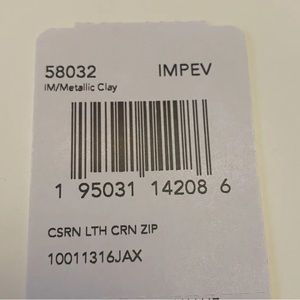 58032 IMPEV
IM/Metallic Clay
1 95031 14208 6
CSRN LTH CRN ZIP
10011316JAX